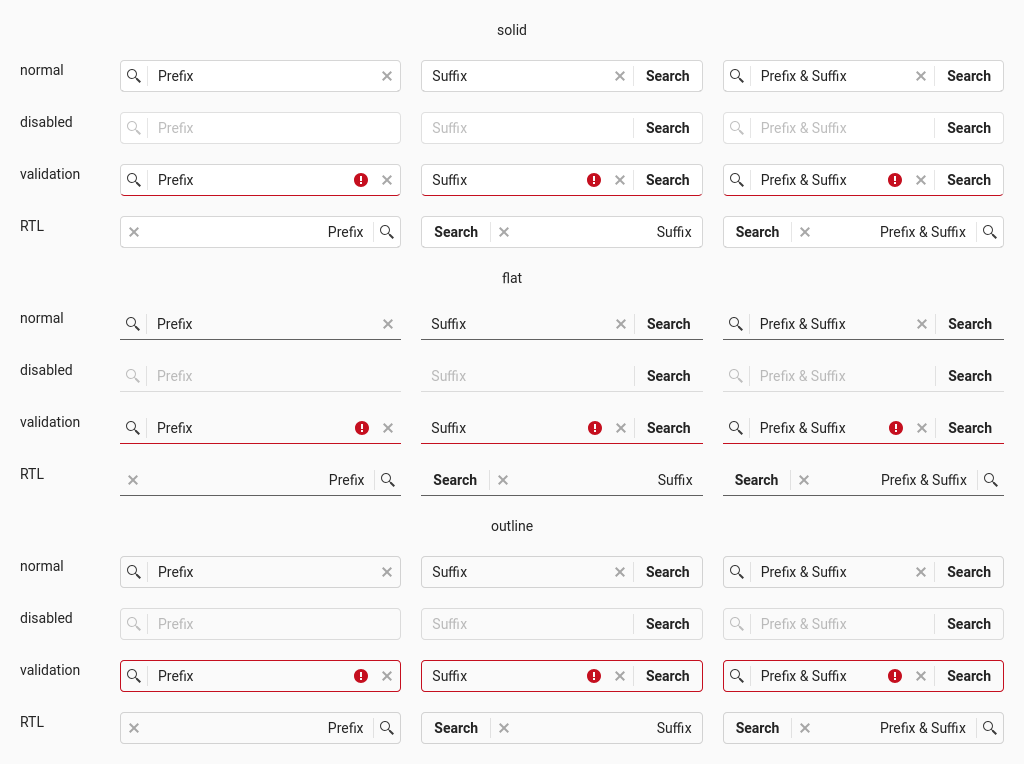 solid
normal Prefix Suffix Search Prefix & Suffix Search
disabled Prefix Suffix Search Prefix & Suffix Search
validation Prefix Suffix Search Prefix & Suffix Search
RTL Prefix Search Suffix Search Prefix & Suffix
flat
normal Prefix Suffix Search Prefix & Suffix Search
disabled Prefix Suffix Search Prefix & Suffix Search
validation Prefix Suffix Search Prefix & Suffix Search
RTL Prefix Search Suffix Search Prefix & Suffix
outline
normal Prefix Suffix Search Prefix & Suffix Search
disabled Prefix Suffix Search Prefix & Suffix Search
validation Prefix Suffix Search Prefix & Suffix Search
RTL Prefix Search Suffix Search Prefix & Suffix